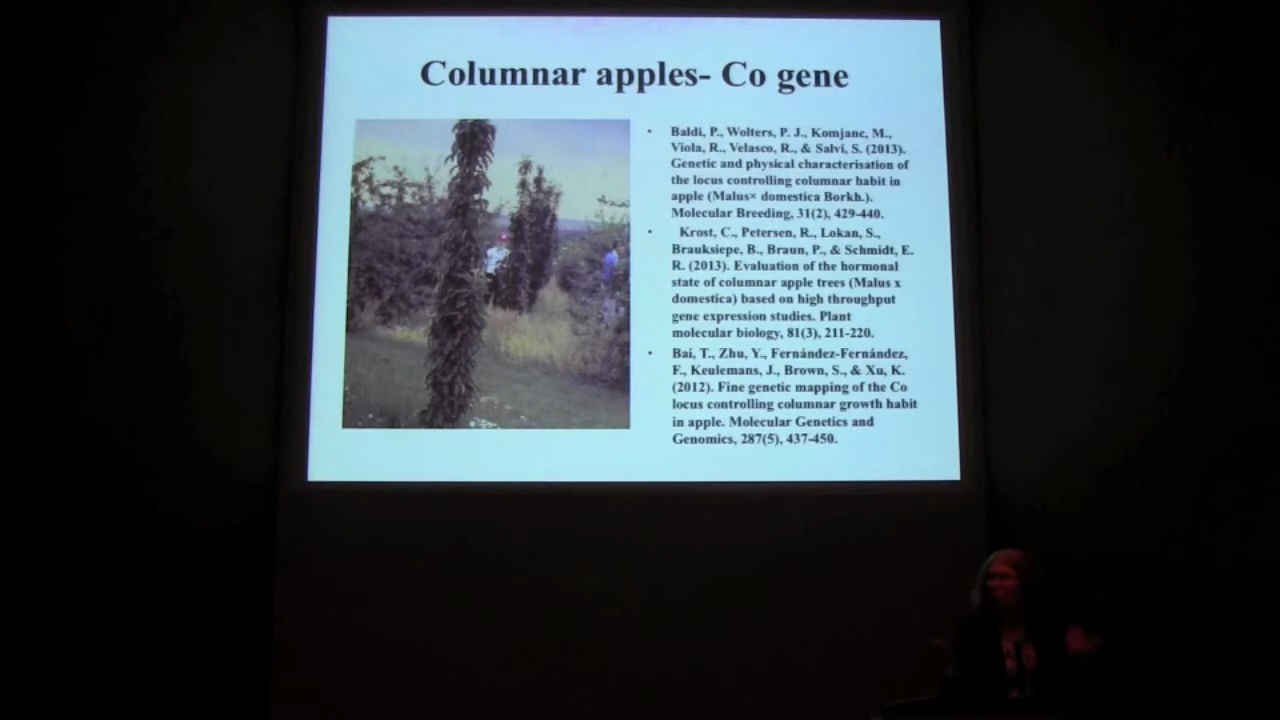 Columnar apples- Co gene
• Baldi, P., Wolters, P. J., Komjanc, M.,
Viola, R., Velasco, R., & Salvi, S. (2013).
Genetic and physical characterisation of
the locus controlling columnar habit in
apple (Malus× domestica Borkh.).
Molecular Breeding, 31(2), 429-440.
• Krost, C., Petersen, R., Lokan, S.,
Brauksiepe, B., Braun, P., & Schmidt, E.
R. (2013). Evaluation of the hormonal
state of columnar apple trees (Malus x
domestica) based on high throughput
gene expression studies. Plant
molecular biology, 81(3), 211-220.
• Bai, T., Zhu, Y., Fernández-Fernández,
F., Keulemans, J., Brown, S., & Xu, K.
(2012). Fine genetic mapping of the Co
locus controlling columnar growth habit
in apple. Molecular Genetics and
Genomics, 287(5), 437-450.